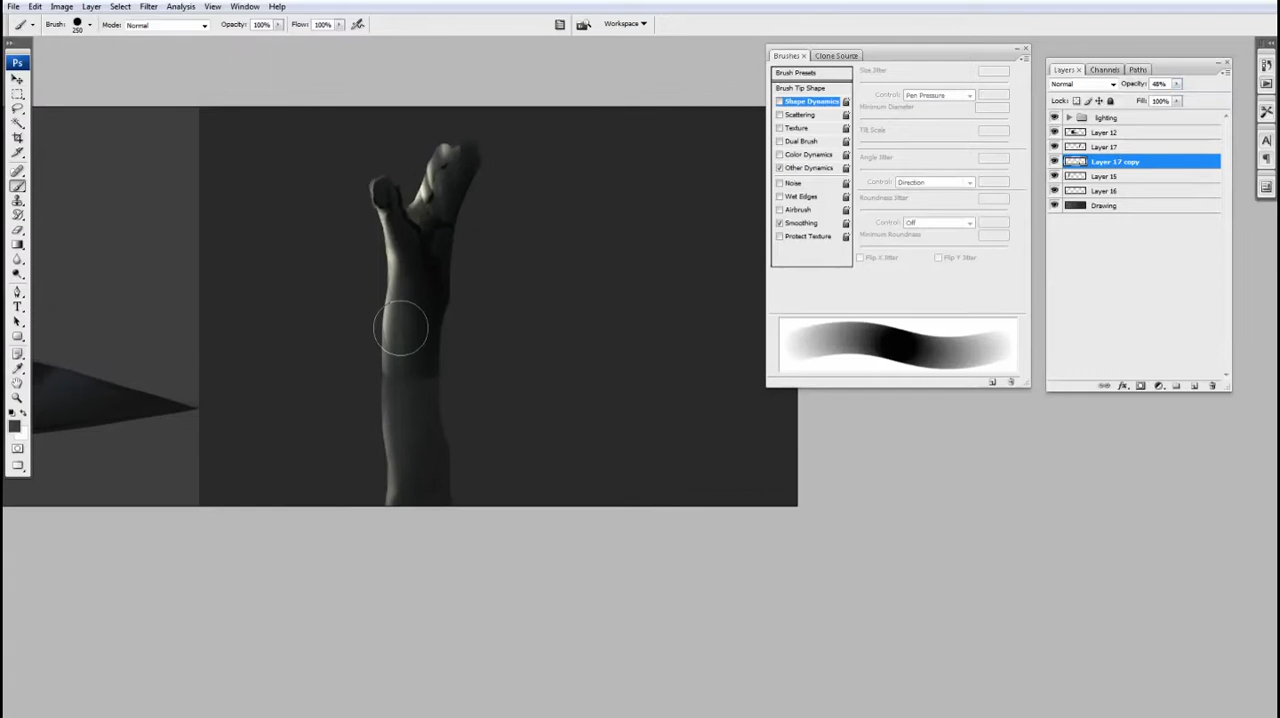 File Edit Image Layer Select Filter Analysis View Window Help
Brush: 250 Mode: Normal Opacity: 100% Flow: 100% Workspace
Ps
Brushes Clone Source
Brush Presets
Brush Tip Shape
Shape Dynamics
Scattering
Texture
Dual Brush
Color Dynamics
Other Dynamics
Noise
Wet Edges
Airbrush
Smoothing
Protect Texture
Size Jitter
Control: Pen Pressure
Minimum Diameter
Tilt Scale
Angle Jitter
Control: Direction
Roundness Jitter
Control: Off
Minimum Roundness
Flip X Jitter Flip Y Jitter
Layers Channels Paths
Normal Opacity: 48%
Lock: Fill: 100%
lighting
Layer 12
Layer 17
Layer 17 copy
Layer 15
Layer 16
Drawing